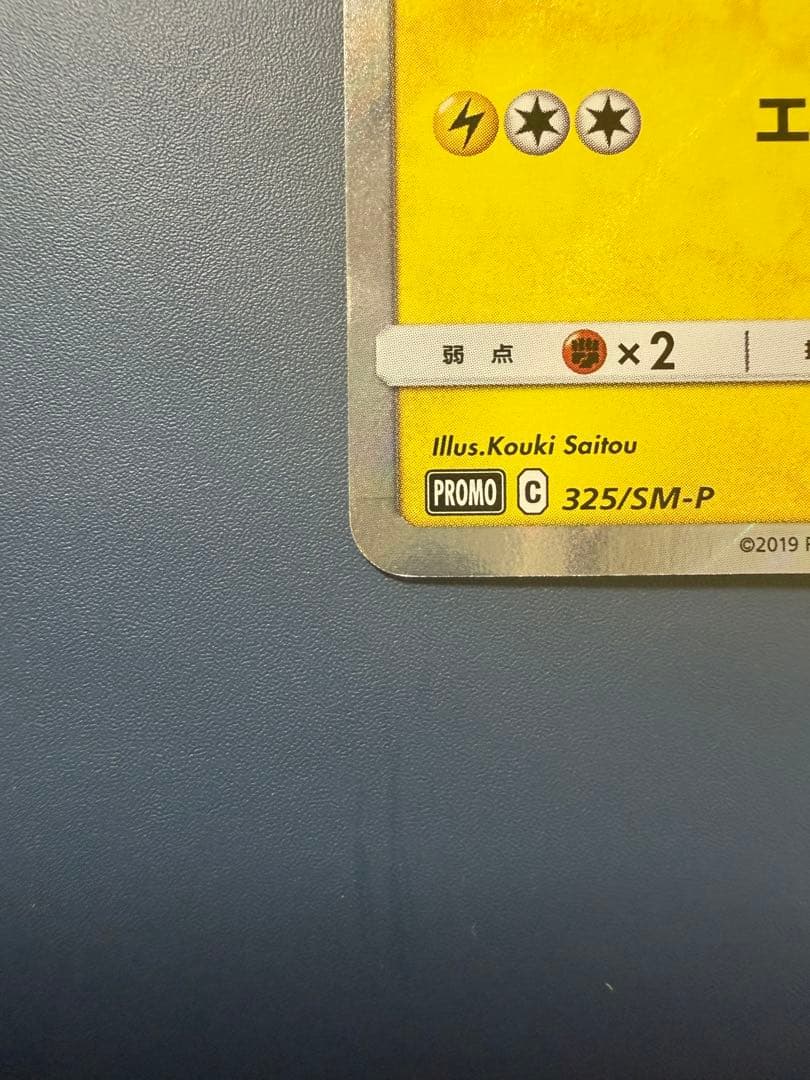 エ
弱点 ×2
Illus.Kouki Saitou
PROMO C 325/SM-P
©2019